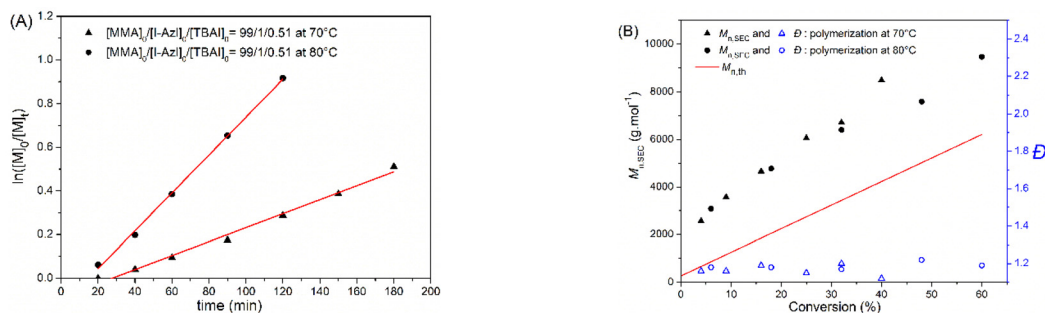 (A)
[MMA]₀/[I-AzI]₀/[TBAI]₀= 99/1/0.51 at 70°C
[MMA]₀/[I-AzI]₀/[TBAI]₀= 99/1/0.51 at 80°C
ln([M]₀/[M]t)
1.2
1.0
0.8
0.6
0.4
0.2
0.0
0 20 40 60 80 100 120 140 160 180 200
time (min)
(B)
Mn,SEC and Đ : polymerization at 70°C
Mn,SEC and Đ : polymerization at 80°C
Mn,th
Mn,SEC (g.mol⁻¹)
10000
8000
6000
4000
2000
0
0 10 20 30 40 50 60
Conversion (%)
2.4
2.2
2.0
1.8
1.6
1.4
1.2
Đ